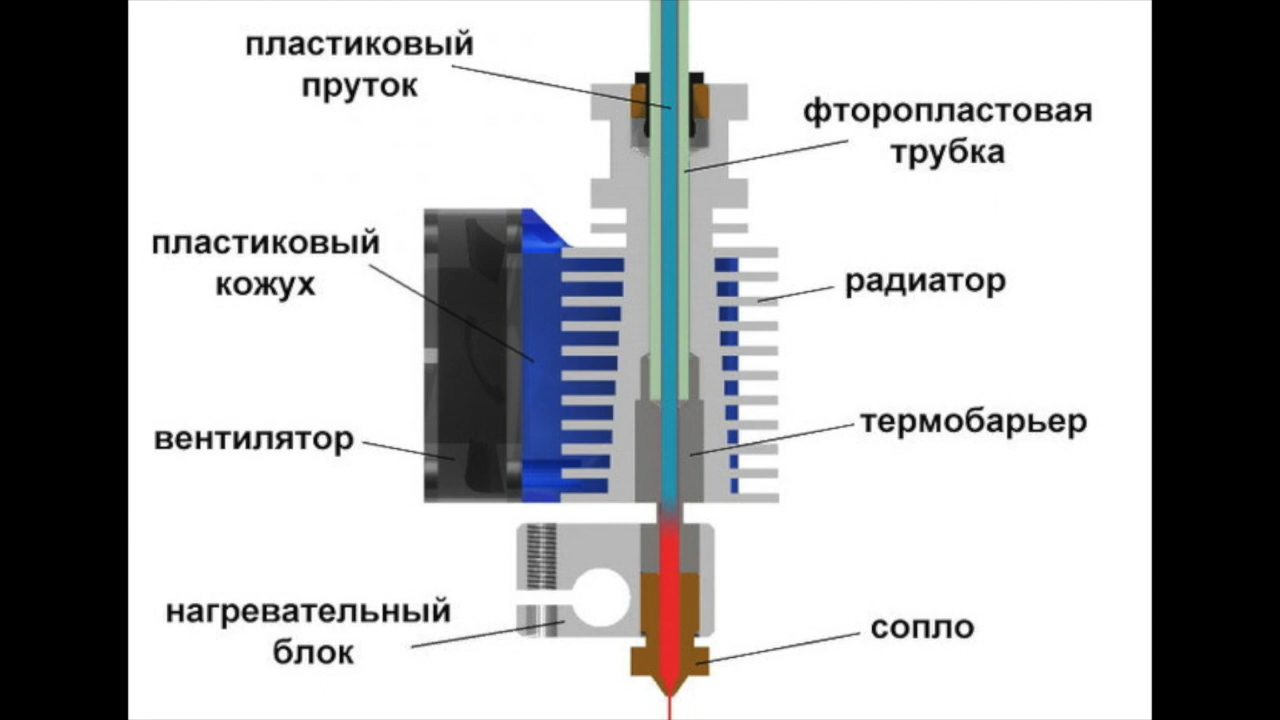 пластиковый
пруток
фторопластовая
трубка
пластиковый
кожух
радиатор
термобарьер
вентилятор
нагревательный
блок
сопло